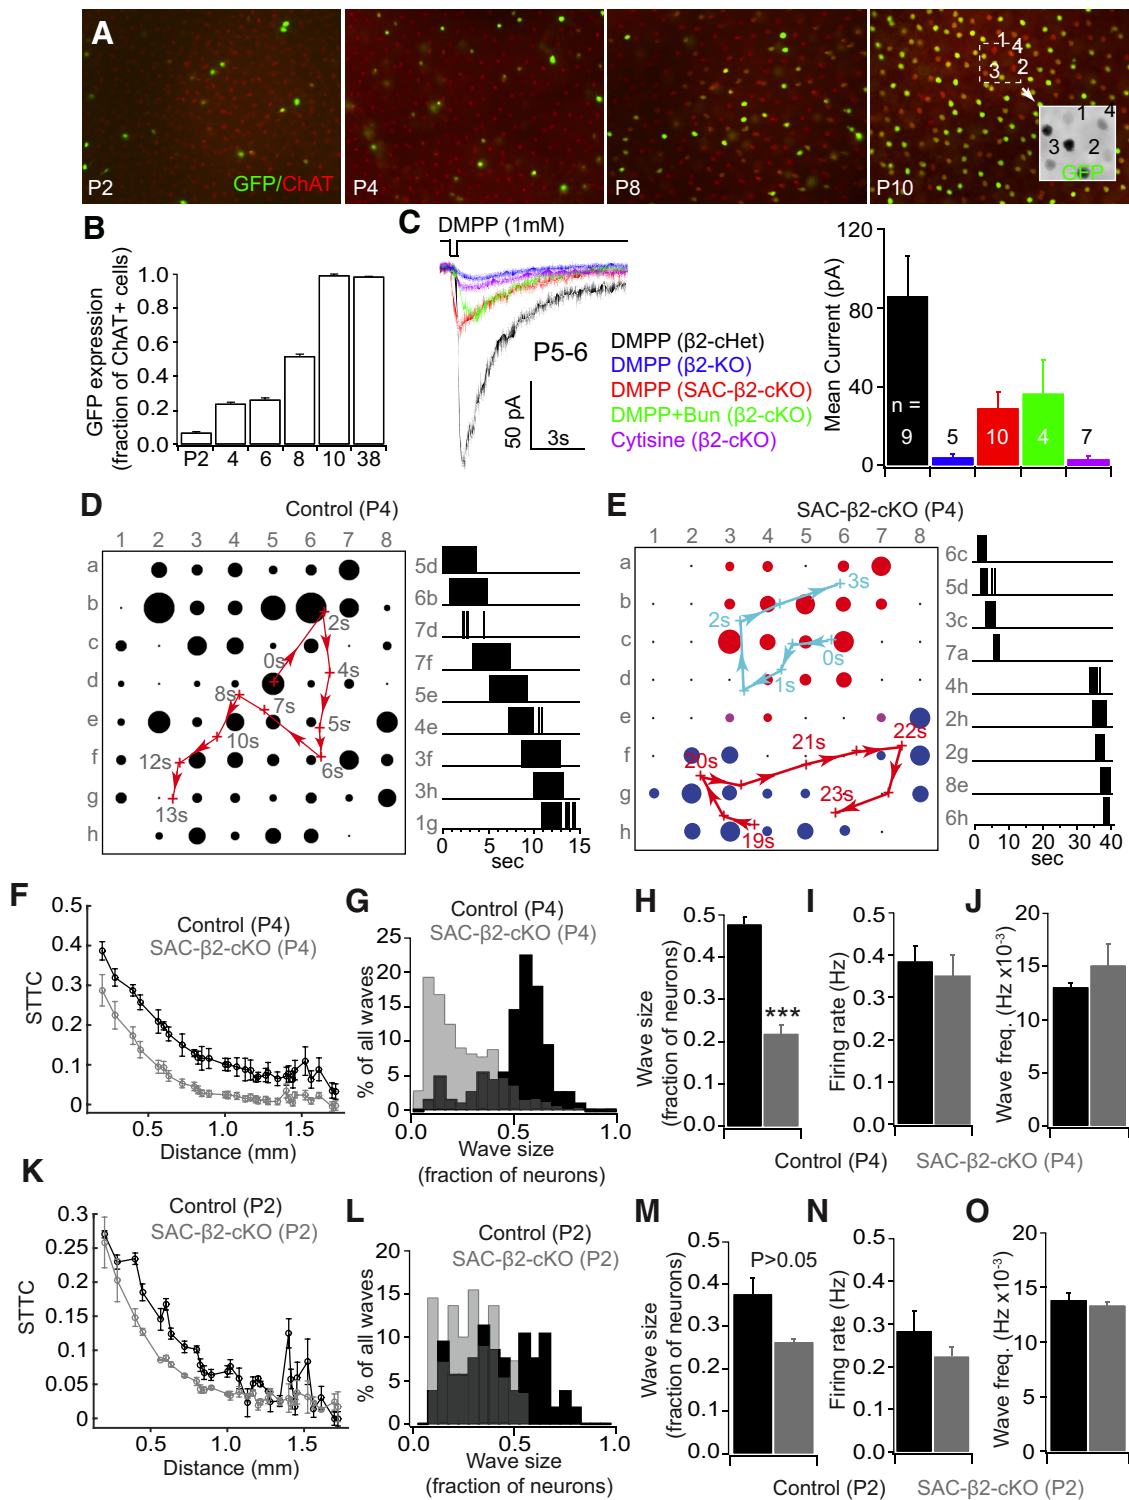 A
P2
GFP/ChAT
P4
P8
P10
1
4
3
2
1
4
3
2
GFP
B
GFP expression
(fraction of ChAT+ cells)
1.0
0.8
0.6
0.4
0.2
0.0
P2 4 6 8 10 38
C
DMPP (1mM)
P5-6
50 pA
3s
DMPP (β2-cHet)
DMPP (β2-KO)
DMPP (SAC-β2-cKO)
DMPP+Bun (β2-cKO)
Cytisine (β2-cKO)
Mean Current (pA)
120
80
40
0
n =
9 5 10 4 7
D
Control (P4)
1 2 3 4 5 6 7 8
a
b
c
d
e
f
g
h
0s
2s
4s
5s
6s
7s
8s
10s
12s
13s
5d
6b
7d
7f
5e
4e
3f
3h
1g
0 5 10 15
sec
E
SAC-β2-cKO (P4)
1 2 3 4 5 6 7 8
a
b
c
d
e
f
g
h
0s
1s
2s
3s
19s
20s
21s
22s
23s
6c
5d
3c
7a
4h
2h
2g
8e
6h
0 20 40
sec
F
Control (P4)
SAC-β2-cKO (P4)
STTC
0.5
0.4
0.3
0.2
0.1
0
0.5 1.0 1.5
Distance (mm)
G
Control (P4)
SAC-β2-cKO (P4)
% of all waves
25
20
15
10
5
0
0.0 0.5 1.0
Wave size
(fraction of neurons)
H
Wave size
(fraction of neurons)
0.5
0.4
0.3
0.2
0.1
0.0
***
I
Firing rate (Hz)
0.5
0.4
0.3
0.2
0.1
0.0
J
Wave freq. (Hz x10-3)
20
15
10
5
0
Control (P4) SAC-β2-cKO (P4)
K
Control (P2)
SAC-β2-cKO (P2)
STTC
0.3
0.25
0.2
0.15
0.1
0.05
0
0.5 1.0 1.5
Distance (mm)
L
Control (P2)
SAC-β2-cKO (P2)
% of all waves
20
15
10
5
0
0.0 0.5 1.0
Wave size
(fraction of neurons)
M
P>0.05
Wave size
(fraction of neurons)
0.5
0.4
0.3
0.2
0.1
0.0
N
Firing rate (Hz)
0.5
0.4
0.3
0.2
0.1
0.0
O
Wave freq. (Hz x10-3)
20
15
10
5
0
Control (P2) SAC-β2-cKO (P2)